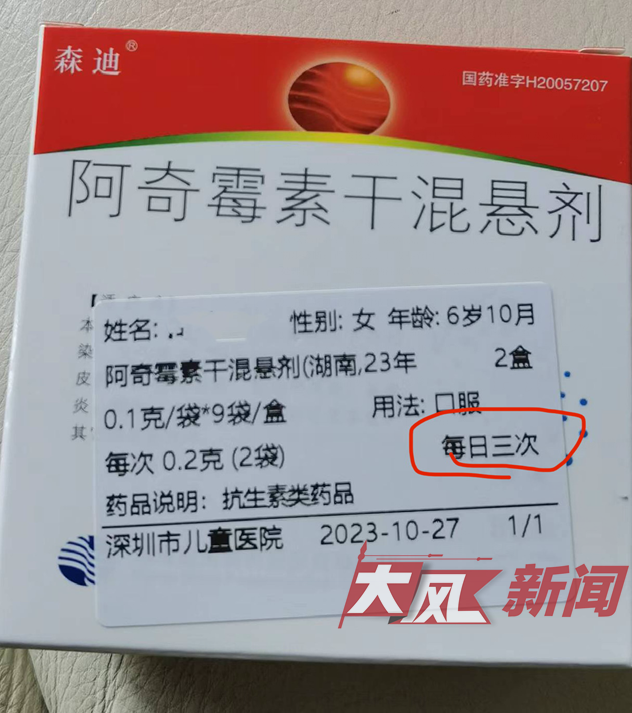 森迪®
国药准字H20057207
阿奇霉素干混悬剂
本
染
皮
炎
其
姓名: 性别: 女 年龄: 6岁10月
阿奇霉素干混悬剂(湖南,23年 2盒
0.1克/袋*9袋/盒 用法: 口服
每次 0.2克 (2袋) 每日三次
药品说明: 抗生素类药品
深圳市儿童医院 2023-10-27 1/1
大风新闻